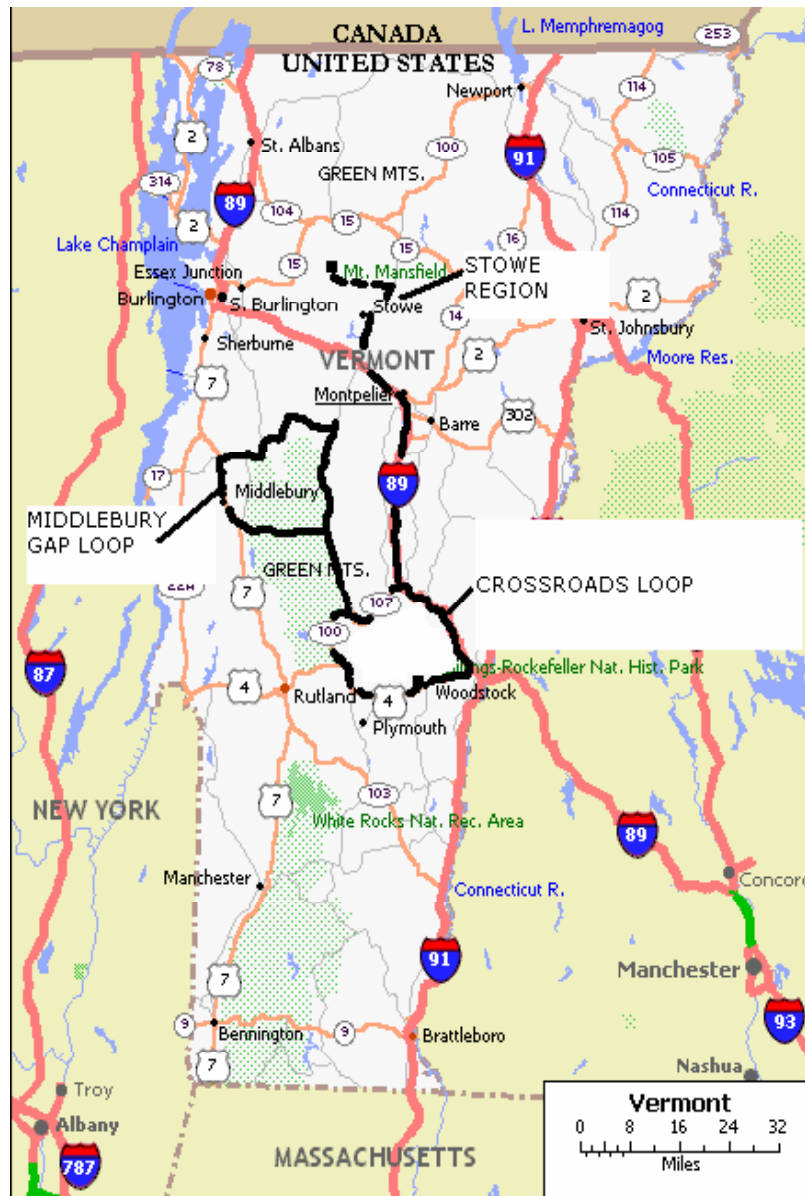 CANADA
UNITED STATES
L. Memphremagog
253
78
Newport
114
2
St. Albans
100
91
105
GREEN MTS.
314
89
Connecticut R.
104
2
15
114
Lake Champlain
15
16
Essex Junction
15
Mt. Mansfield
STOWE
REGION
Burlington
S. Burlington
Stowe
2
14
St. Johnsbury
Sherburne
VERMONT
2
Moore Res.
7
Montpelier
Barre
302
17
89
Middlebury
MIDDLEBURY
GAP LOOP
GREEN MTS.
22A
7
107
CROSSROADS LOOP
100
87
llings-Rockefeller Nat. Hist. Park
4
Rutland
4
Woodstock
Plymouth
7
103
NEW YORK
White Rocks Nat. Rec. Area
89
Manchester
Connecticut R.
Concord
91
Manchester
7
9
Bennington
9
Brattleboro
93
7
Nashua
Troy
Albany
Vermont
0 8 16 24 32
Miles
787
MASSACHUSETTS